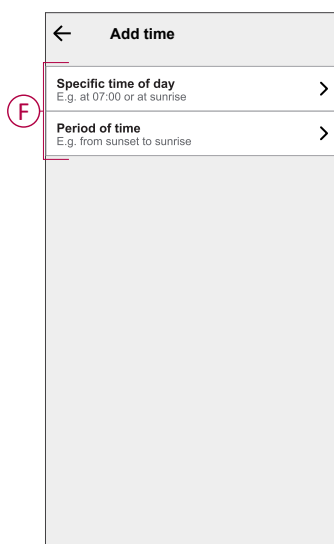 Add time
Specific time of day
E.g. at 07:00 or at sunrise
F
Period of time
E.g. from sunset to sunrise